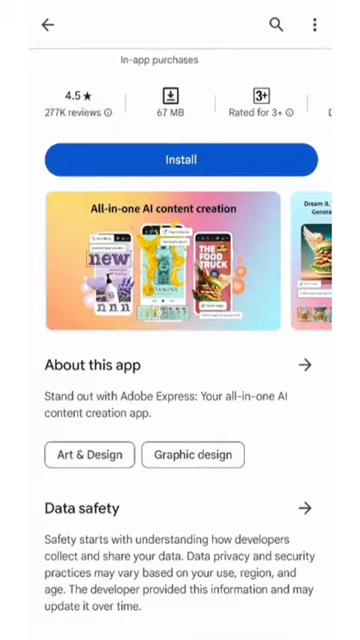 In-app purchases
4.5★
277K reviews
67 MB
3+
Rated for 3+
Install
All-in-one AI content creation
Dream it.
Genera
new
THE
FOOD
TRUCK
n n n
About this app
Stand out with Adobe Express: Your all-in-one AI
content creation app.
Art & Design
Graphic design
Data safety
Safety starts with understanding how developers
collect and share your data. Data privacy and security
practices may vary based on your use, region, and
age. The developer provided this information and may
update it over time.